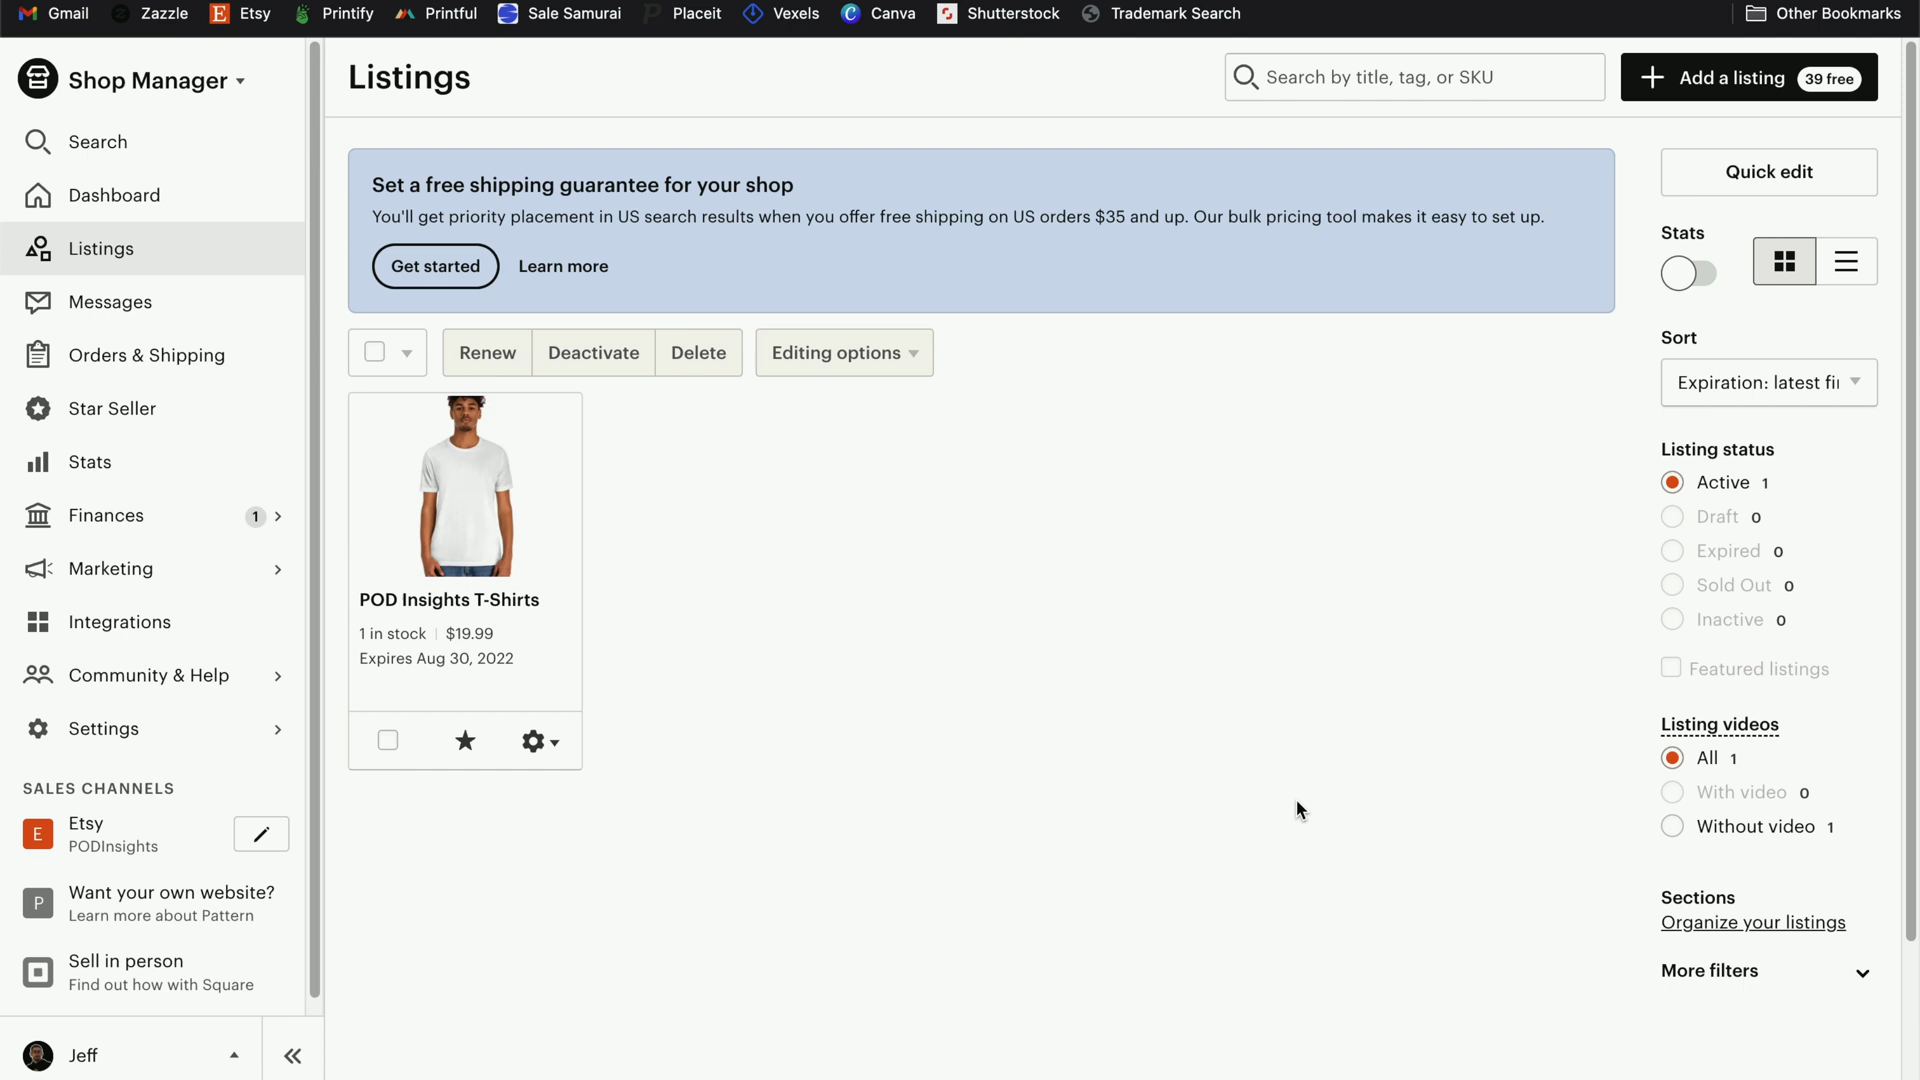 Gmail
Zazzle
Etsy
Printify
Printful
Sale Samurai
Placeit
Vexels
Canva
Shutterstock
Trademark Search
Other Bookmarks
Shop Manager
Search
Dashboard
Listings
Messages
Orders & Shipping
Star Seller
Stats
Finances 1
Marketing
Integrations
Community & Help
Settings
SALES CHANNELS
E
Etsy
PODInsights
P
Want your own website?
Learn more about Pattern
Sell in person
Find out how with Square
Jeff
Listings
Search by title, tag, or SKU
Add a listing 39 free
Set a free shipping guarantee for your shop
You'll get priority placement in US search results when you offer free shipping on US orders $35 and up. Our bulk pricing tool makes it easy to set up.
Get started Learn more
Renew Deactivate Delete Editing options
POD Insights T-Shirts
1 in stock | $19.99
Expires Aug 30, 2022
Quick edit
Stats
Sort
Expiration: latest fi
Listing status
Active 1
Draft 0
Expired 0
Sold Out 0
Inactive 0
Featured listings
Listing videos
All 1
With video 0
Without video 1
Sections
Organize your listings
More filters